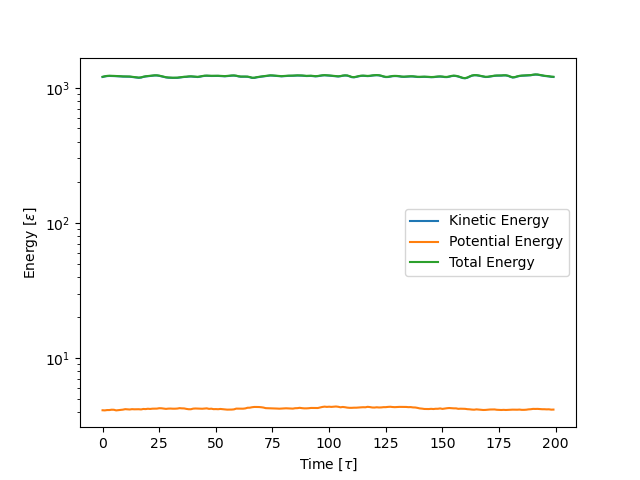 10³
10²
10¹
Energy [ε]
Kinetic Energy
Potential Energy
Total Energy
0 25 50 75 100 125 150 175 200
Time [τ]